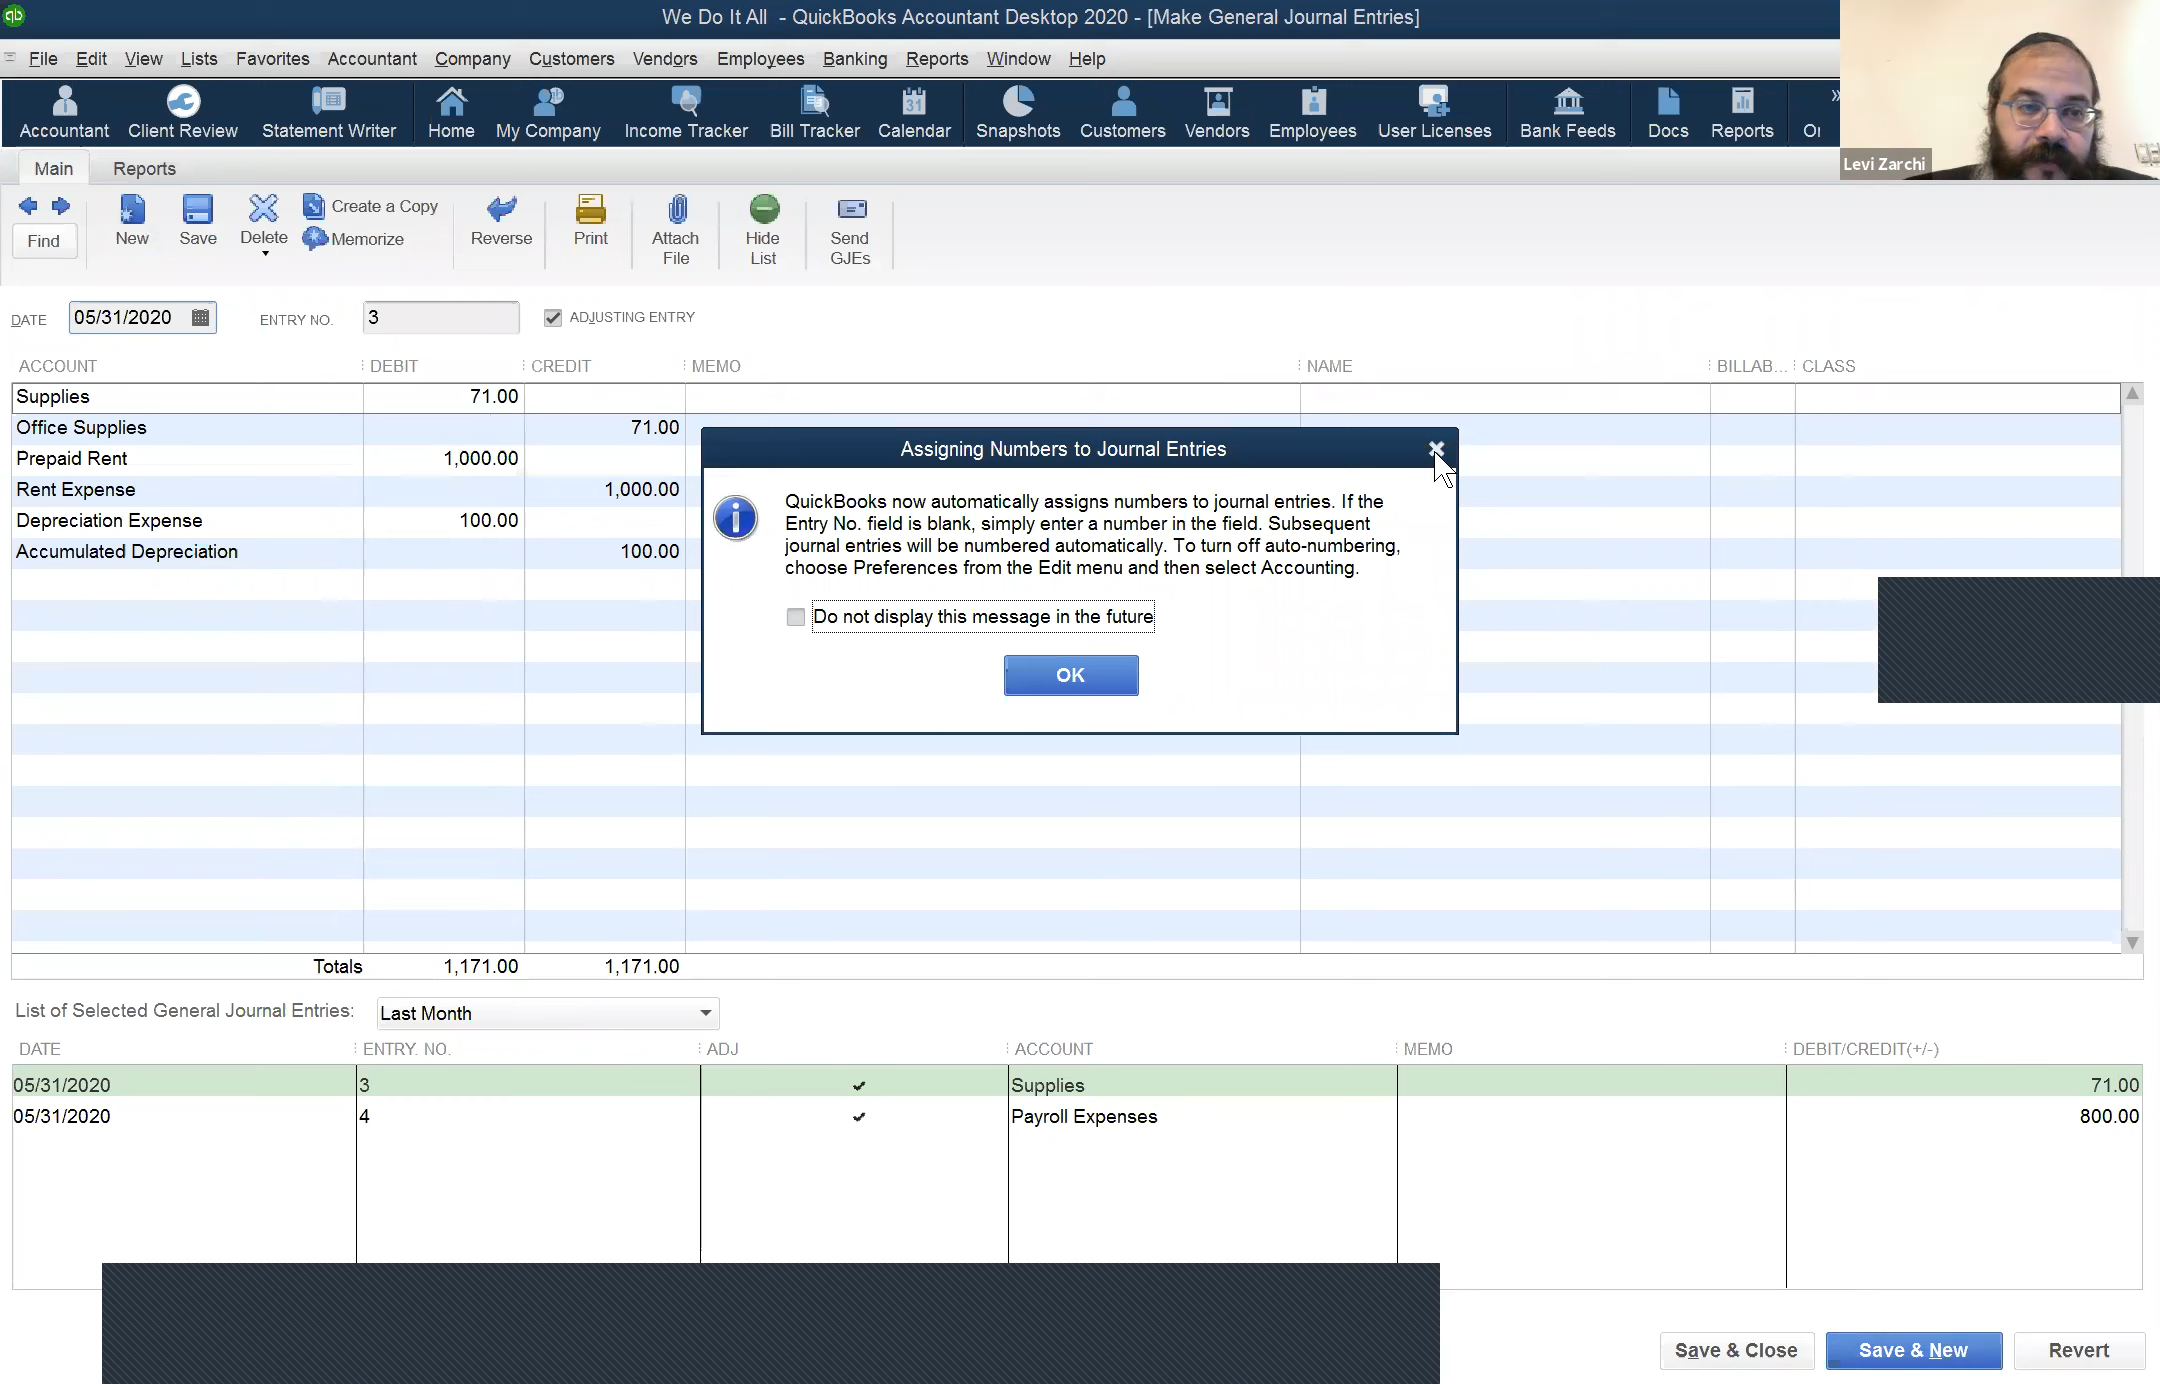 We Do It All - QuickBooks Accountant Desktop 2020 - [Make General Journal Entries]
File Edit View Lists Favorites Accountant Company Customers Vendors Employees Banking Reports Window Help
Accountant Client Review Statement Writer Home My Company Income Tracker Bill Tracker Calendar Snapshots Customers Vendors Employees User Licenses Bank Feeds Docs Reports
31
Levi Zarchi
Main Reports
Find New Save Delete Create a Copy Memorize Reverse Print Attach File Hide List Send GJEs
DATE 05/31/2020 ENTRY NO. 3 ADJUSTING ENTRY
ACCOUNT DEBIT CREDIT MEMO NAME BILLAB... CLASS
Supplies 71.00
Office Supplies 71.00
Prepaid Rent 1,000.00
Rent Expense 1,000.00
Depreciation Expense 100.00
Accumulated Depreciation 100.00
Assigning Numbers to Journal Entries
QuickBooks now automatically assigns numbers to journal entries. If the
Entry No. field is blank, simply enter a number in the field. Subsequent
journal entries will be numbered automatically. To turn off auto-numbering,
choose Preferences from the Edit menu and then select Accounting.
Do not display this message in the future
OK
Totals 1,171.00 1,171.00
List of Selected General Journal Entries: Last Month
DATE ENTRY. NO. ADJ ACCOUNT MEMO DEBIT/CREDIT(+/-)
05/31/2020 3 Supplies 71.00
05/31/2020 4 Payroll Expenses 800.00
Save & Close Save & New Revert